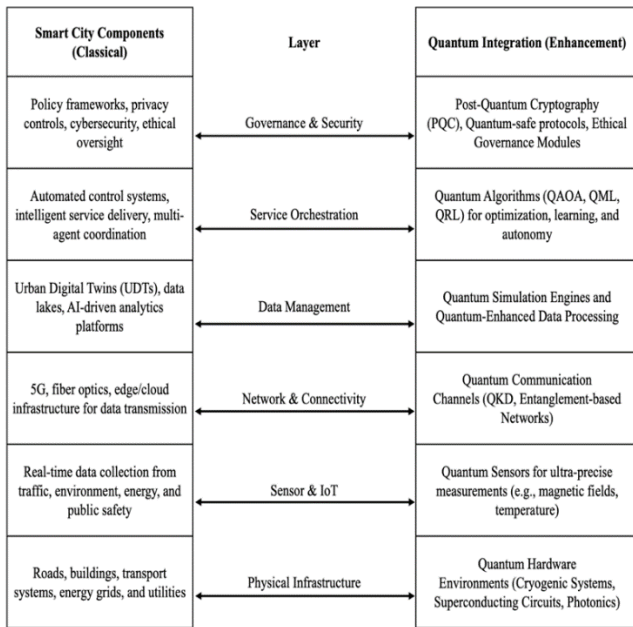 Smart City Components
(Classical)
Layer
Quantum Integration (Enhancement)
Policy frameworks, privacy
controls, cybersecurity, ethical
oversight
Governance & Security
Post-Quantum Cryptography
(PQC), Quantum-safe protocols, Ethical
Governance Modules
Automated control systems,
intelligent service delivery, multi-
agent coordination
Service Orchestration
Quantum Algorithms (QAOA, QML,
QRL) for optimization, learning, and
autonomy
Urban Digital Twins (UDTs), data
lakes, AI-driven analytics
platforms
Data Management
Quantum Simulation Engines and
Quantum-Enhanced Data Processing
5G, fiber optics, edge/cloud
infrastructure for data transmission
Network & Connectivity
Quantum Communication
Channels (QKD, Entanglement-based
Networks)
Real-time data collection from
traffic, environment, energy, and
public safety
Sensor & IoT
Quantum Sensors for ultra-precise
measurements (e.g., magnetic fields,
temperature)
Roads, buildings, transport
systems, energy grids, and utilities
Physical Infrastructure
Quantum Hardware
Environments (Cryogenic Systems,
Superconducting Circuits, Photonics)